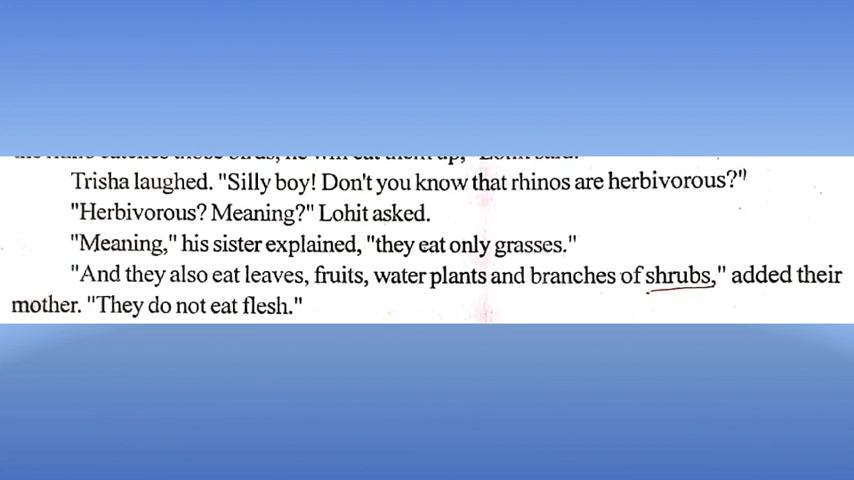 Trisha laughed. "Silly boy! Don't you know that rhinos are herbivorous?"
"Herbivorous? Meaning?" Lohit asked.
"Meaning," his sister explained, "they eat only grasses."
"And they also eat leaves, fruits, water plants and branches of shrubs," added their
mother. "They do not eat flesh."